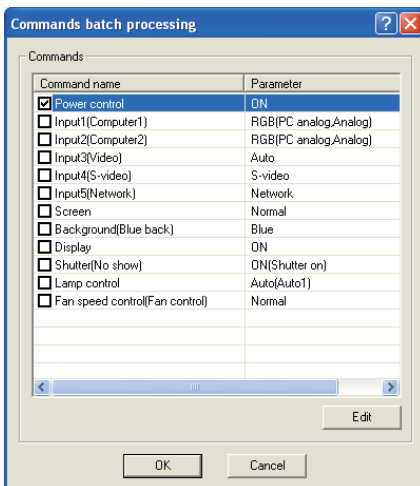 Commands batch processing
Commands
Command name Parameter
Power control ON
Input1(Computer1) RGB(PC analog,Analog)
Input2(Computer2) RGB(PC analog,Analog)
Input3(Video) Auto
Input4(S-video) S-video
Input5(Network) Network
Screen Normal
Background(Blue back) Blue
Display ON
Shutter(No show) ON(Shutter on)
Lamp control Auto(Auto1)
Fan speed control(Fan control) Normal
Edit
OK Cancel